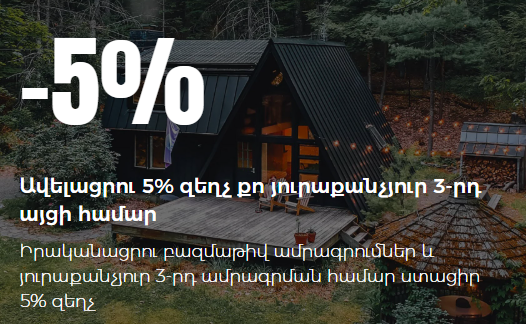 -5%
Ավելացրու 5% զեղչ քո յուրաքանչյուր 3-րդ
այցի համար
Իրականացրու բազմաթիվ ամրագրումներ և
յուրաքանչյուր 3-րդ ամրագրման համար ստացիր
5% զեղչ